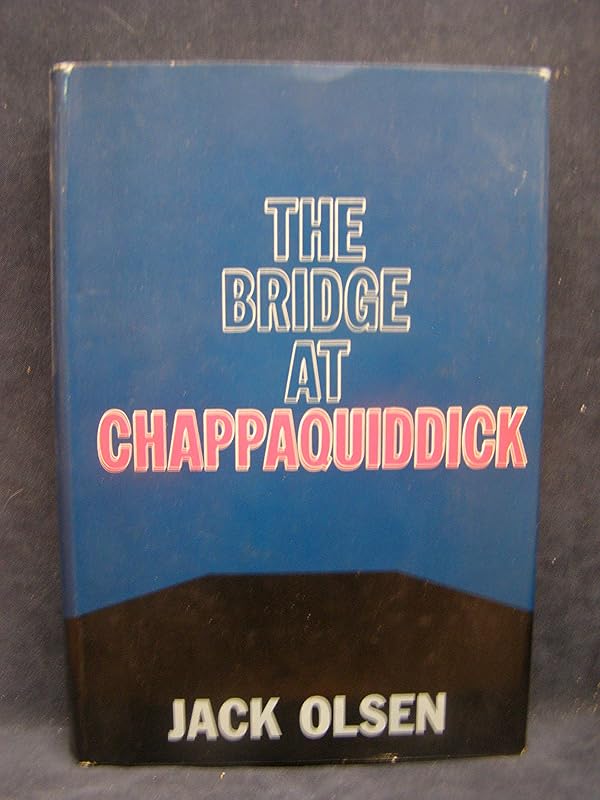 THE
BRIDGE
AT
CHAPPAQUIDDICK
JACK OLSEN